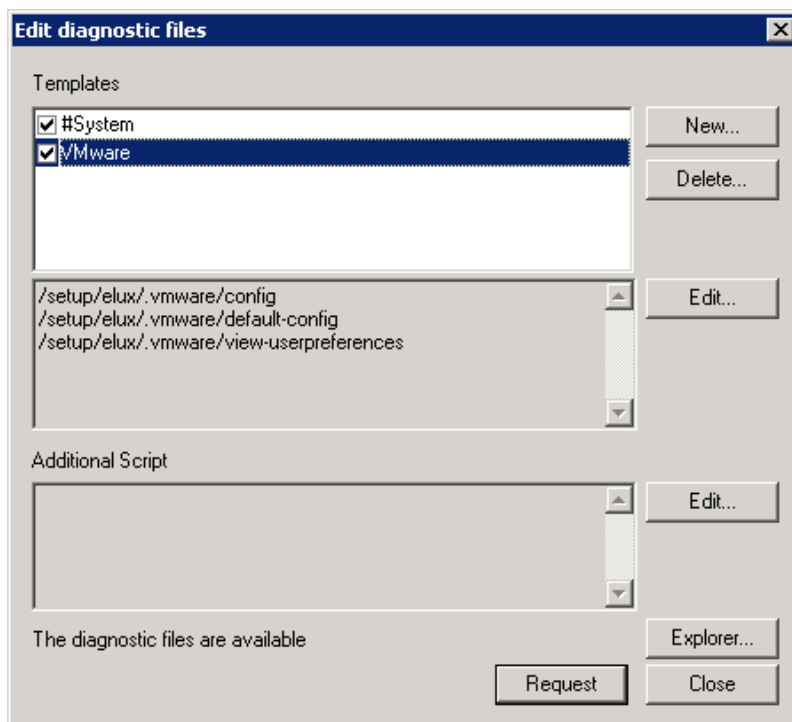 Edit diagnostic files
Templates
#System
VMware
New...
Delete...
/setup/elux/.vmware/config
/setup/elux/.vmware/default-config
/setup/elux/.vmware/view-userpreferences
Edit...
Additional Script
Edit...
The diagnostic files are available
Explorer...
Request
Close